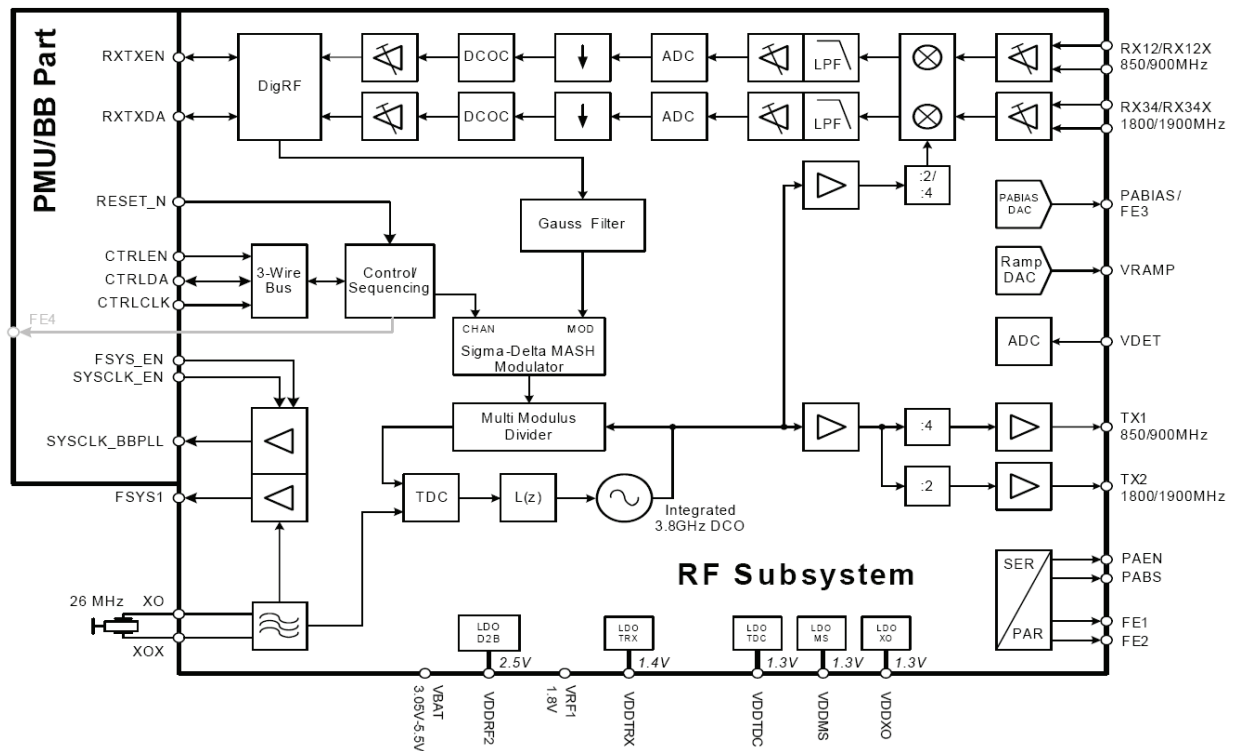 PMU/BB Part
RXTXEN
RXTXDA
RESET_N
CTRLEN
CTRLDA
CTRLCLK
FE4
FSYS_EN
SYSCLK_EN
SYSCLK_BBPLL
FSYS1
26 MHz
XO
XOX
DigRF
DCOC
ADC
LPF
DCOC
ADC
LPF
RX12/RX12X
850/900MHz
RX34/RX34X
1800/1900MHz
:2/
:4
Gauss Filter
3-Wire
Bus
Control/
Sequencing
CHAN
MOD
Sigma-Delta MASH
Modulator
Multi Modulus
Divider
TDC
L(z)
Integrated
3.8GHz DCO
PABIAS
DAC
PABIAS/
FE3
Ramp
DAC
VRAMP
ADC
VDET
:4
TX1
850/900MHz
:2
TX2
1800/1900MHz
RF Subsystem
SER
PAR
PAEN
PABS
FE1
FE2
LDO
D2B
2.5V
LDO
TRX
1.4V
LDO
TDC
1.3V
LDO
MS
1.3V
LDO
XO
1.3V
VBAT
3.05V-5.5V
VDDRF2
VRF1
1.8V
VDDTRX
VDDTDC
VDDMS
VDDXO